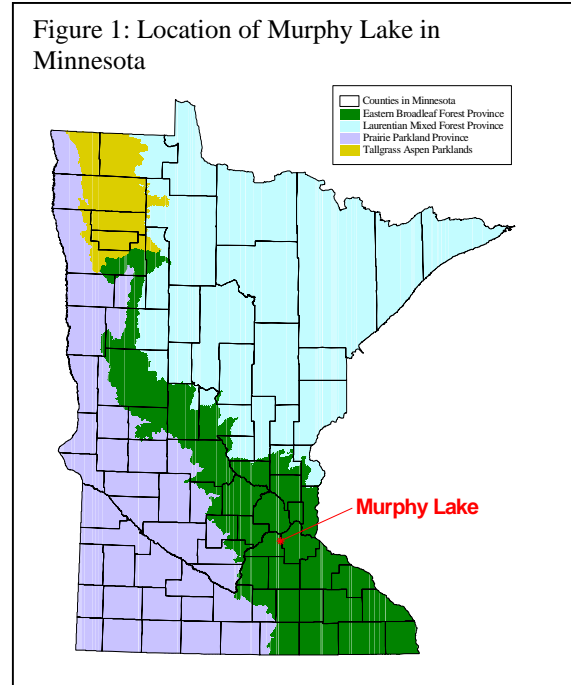 Figure 1: Location of Murphy Lake in
Minnesota
Counties in Minnesota
Eastern Broadleaf Forest Province
Laurentian Mixed Forest Province
Prairie Parkland Province
Tallgrass Aspen Parklands
Murphy Lake